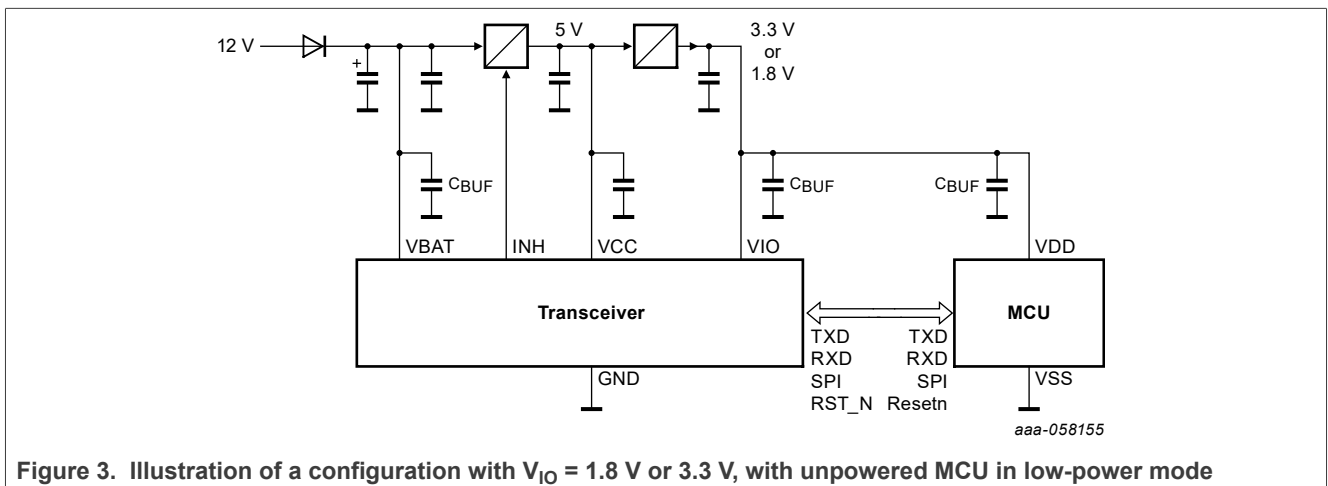 12 V
+
5 V
3.3 V
or
1.8 V
CBUF
CBUF
CBUF
VBAT
INH
VCC
VIO
VDD
Transceiver
MCU
TXD
RXD
SPI
RST_N
TXD
RXD
SPI
Resetn
GND
VSS
aaa-058155
Figure 3. Illustration of a configuration with VIO = 1.8 V or 3.3 V, with unpowered MCU in low-power mode